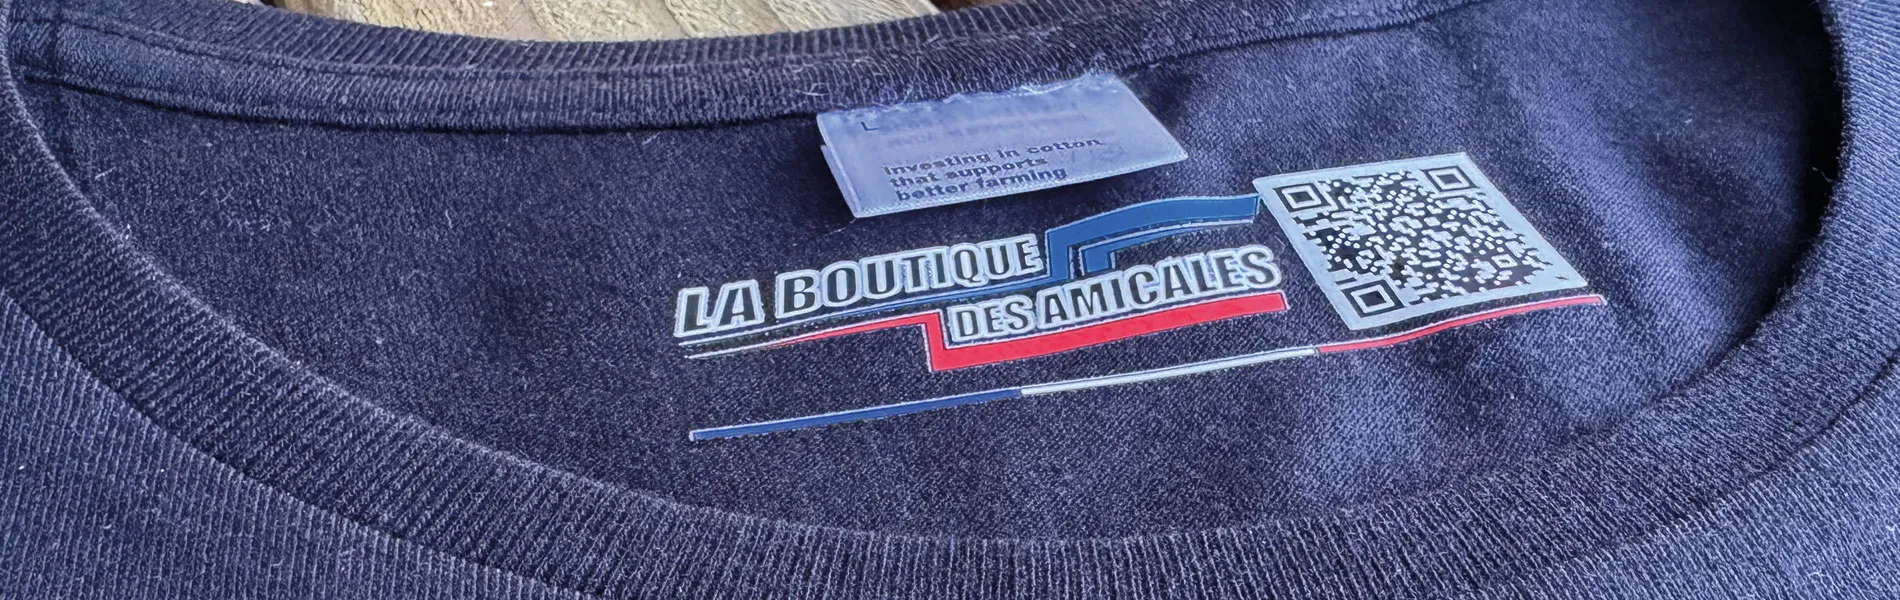 L
investing in cotton
that supports
better farming
LA BOUTIQUE
DES AMICALES